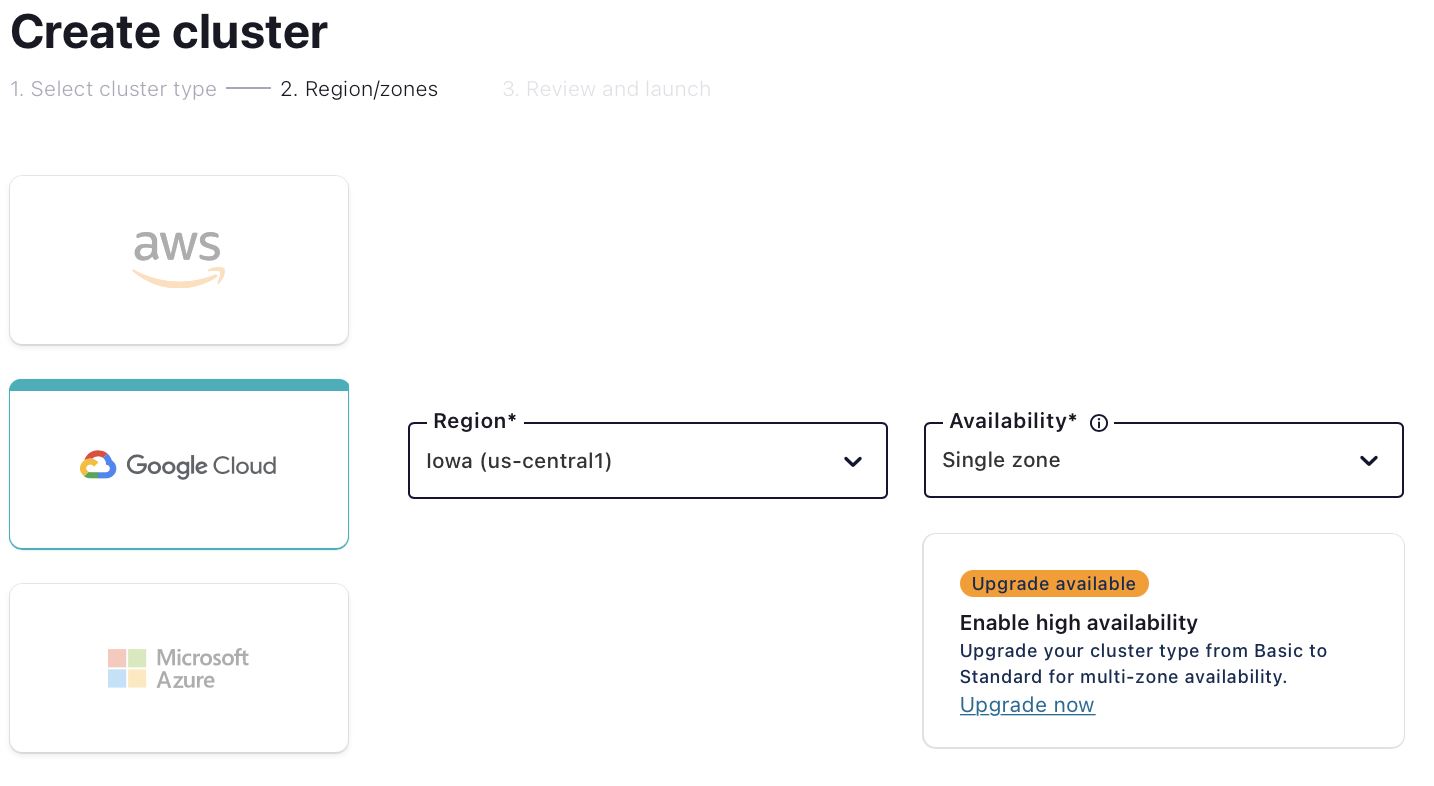 Create cluster
1. Select cluster type
2. Region/zones
3. Review and launch
aws
Google Cloud
Region*
Iowa (us-central1)
Availability*
Single zone
Upgrade available
Enable high availability
Upgrade your cluster type from Basic to
Standard for multi-zone availability.
Upgrade now
Microsoft
Azure